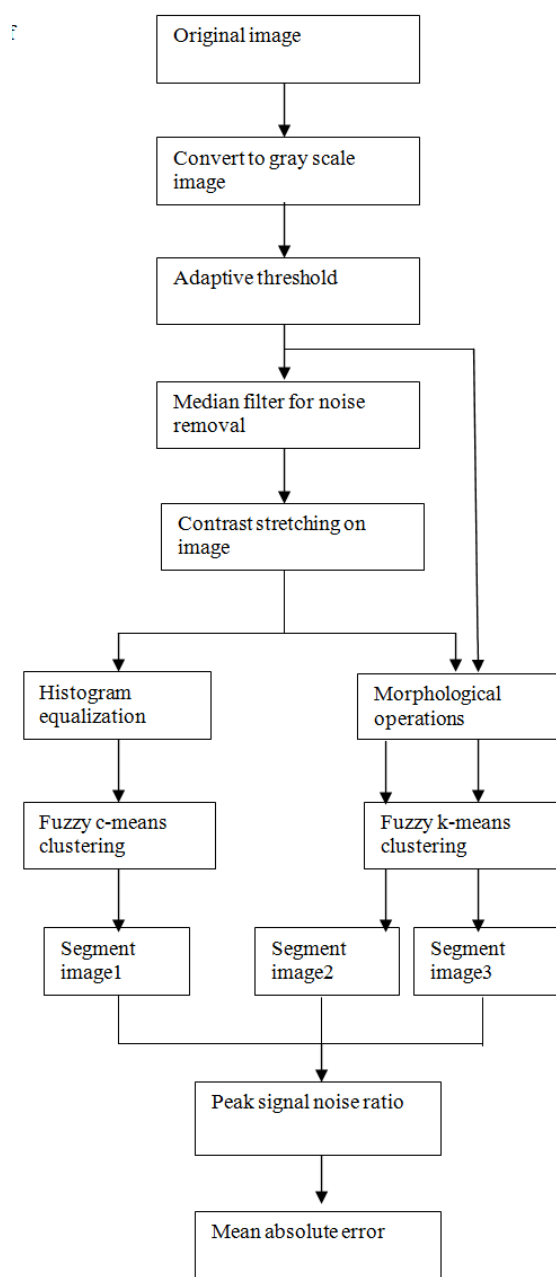 Original image
Convert to gray scale
image
Adaptive threshold
Median filter for noise
removal
Contrast stretching on
image
Histogram
equalization
Morphological
operations
Fuzzy c-means
clustering
Fuzzy k-means
clustering
Segment
image1
Segment
image2
Segment
image3
Peak signal noise ratio
Mean absolute error